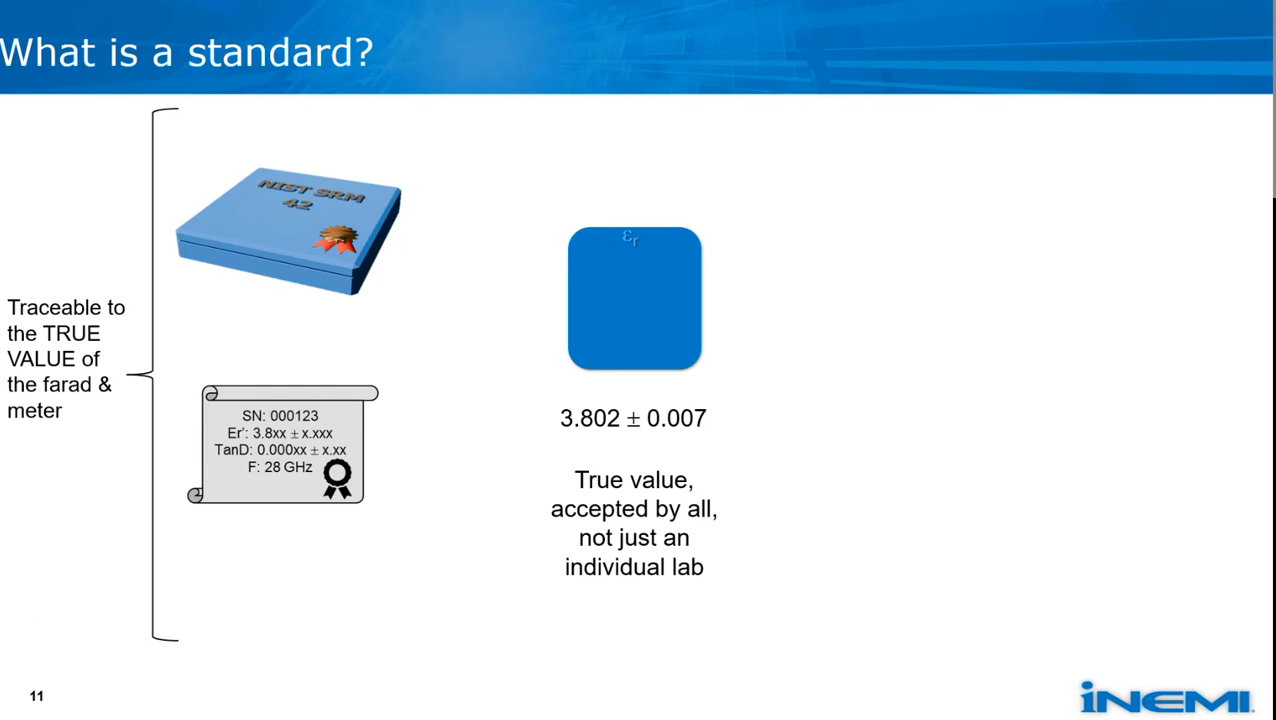 What is a standard?
NIST SRM
42
Traceable to
the TRUE
VALUE of
the farad &
meter
SN: 000123
Er': 3.8xx ± x.xxx
TanD: 0.000xx ± x.xx
F: 28 GHz
εr
3.802 ± 0.007
True value,
accepted by all,
not just an
individual lab
11
iNEMI